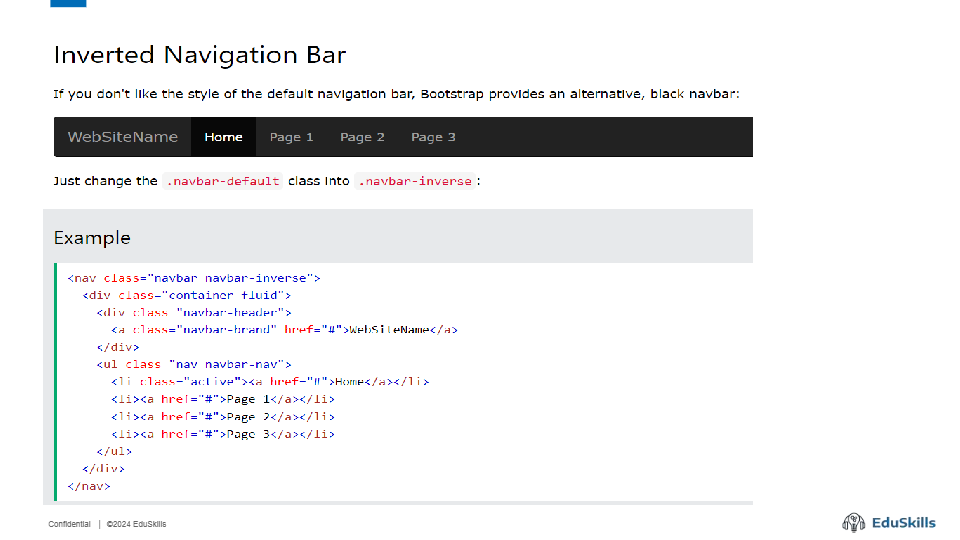 Inverted Navigation Bar
If you don't like the style of the default navigation bar, Bootstrap provides an alternative, black navbar:
WebSiteName Home Page 1 Page 2 Page 3
Just change the .navbar-default class into .navbar-inverse :
Example
<nav class="navbar navbar-inverse">
  <div class="container-fluid">
    <div class="navbar-header">
      <a class="navbar-brand" href="#">WebSiteName</a>
    </div>
    <ul class="nav navbar-nav">
      <li class="active"><a href="#">Home</a></li>
      <li><a href="#">Page 1</a></li>
      <li><a href="#">Page 2</a></li>
      <li><a href="#">Page 3</a></li>
    </ul>
  </div>
</nav>
Confidential | ©2024 EduSkills
EduSkills